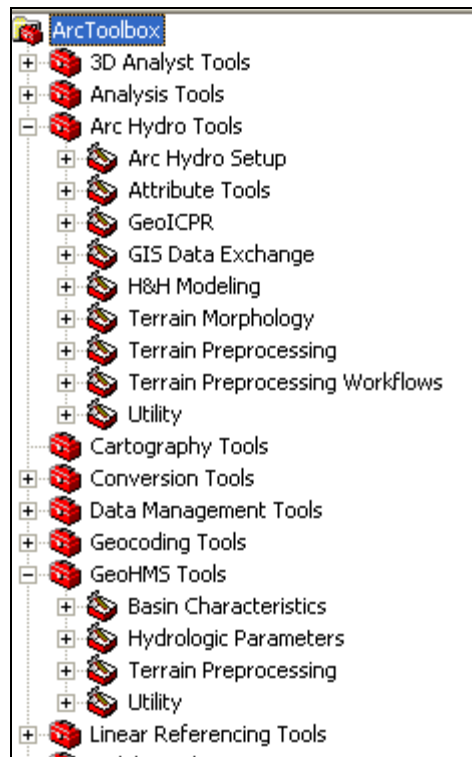 ArcToolbox
3D Analyst Tools
Analysis Tools
Arc Hydro Tools
Arc Hydro Setup
Attribute Tools
GeoICPR
GIS Data Exchange
H&H Modeling
Terrain Morphology
Terrain Preprocessing
Terrain Preprocessing Workflows
Utility
Cartography Tools
Conversion Tools
Data Management Tools
Geocoding Tools
GeoHMS Tools
Basin Characteristics
Hydrologic Parameters
Terrain Preprocessing
Utility
Linear Referencing Tools